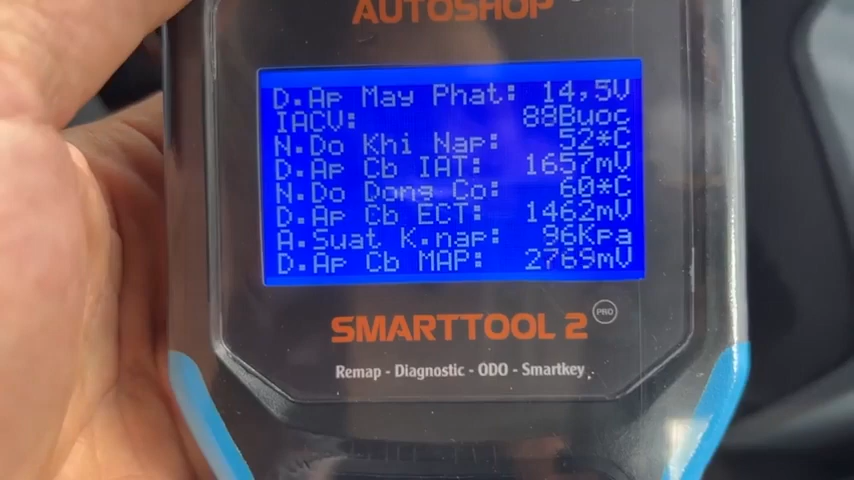 AUTOSHOP
D.Ap May Phat: 14,5V
IACV: 88Buoc
N.Do Khi Nap: 52*C
D.Ap Cb IAT: 1657mV
N.Do Dong Co: 60*C
D.Ap Cb ECT: 1462mV
A.Suat K.nap: 96Kpa
D.Ap Cb MAP: 2769mV
SMARTTOOL 2 PRO
Remap - Diagnostic - ODO - Smartkey